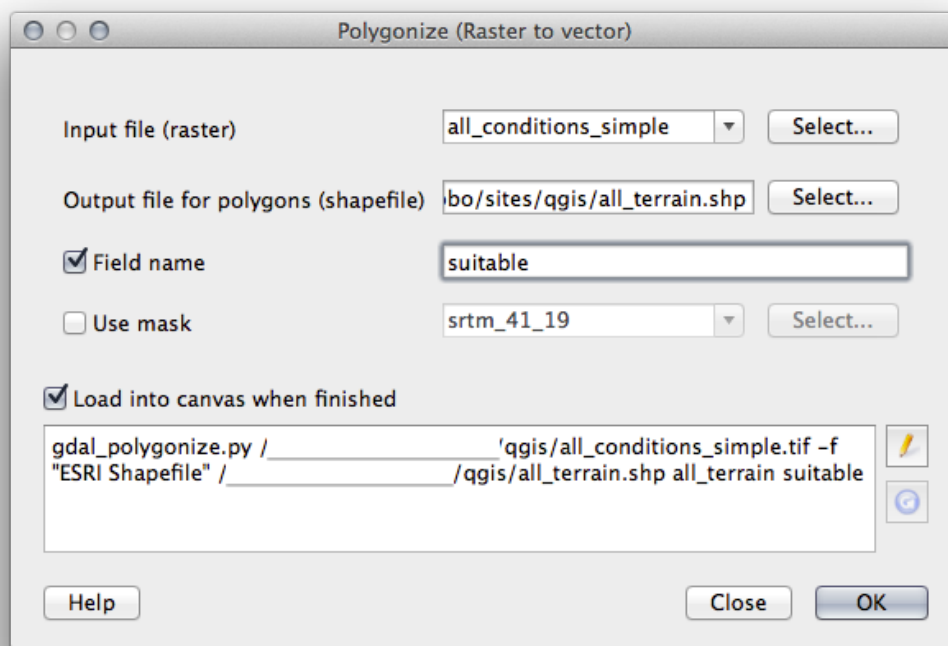 Polygonize (Raster to vector)
Input file (raster) all_conditions_simple Select...
Output file for polygons (shapefile) bo/sites/qgis/all_terrain.shp Select...
Field name suitable
Use mask srtm_41_19 Select...
Load into canvas when finished
gdal_polygonize.py /____________________/qgis/all_conditions_simple.tif -f
"ESRI Shapefile" /____________________/qgis/all_terrain.shp all_terrain suitable
Help Close OK